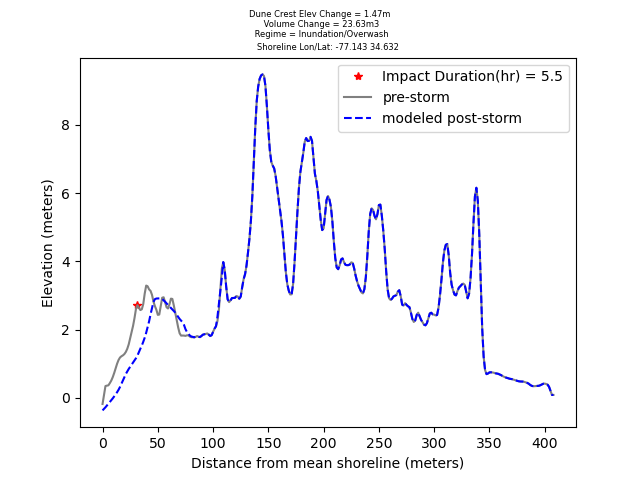 Dune Crest Elev Change = 1.47m
Volume Change = 23.63m3
Regime = Inundation/Overwash
Shoreline Lon/Lat: -77.143 34.632
Impact Duration(hr) = 5.5
pre-storm
modeled post-storm
Elevation (meters)
8
6
4
2
0
0 50 100 150 200 250 300 350 400
Distance from mean shoreline (meters)